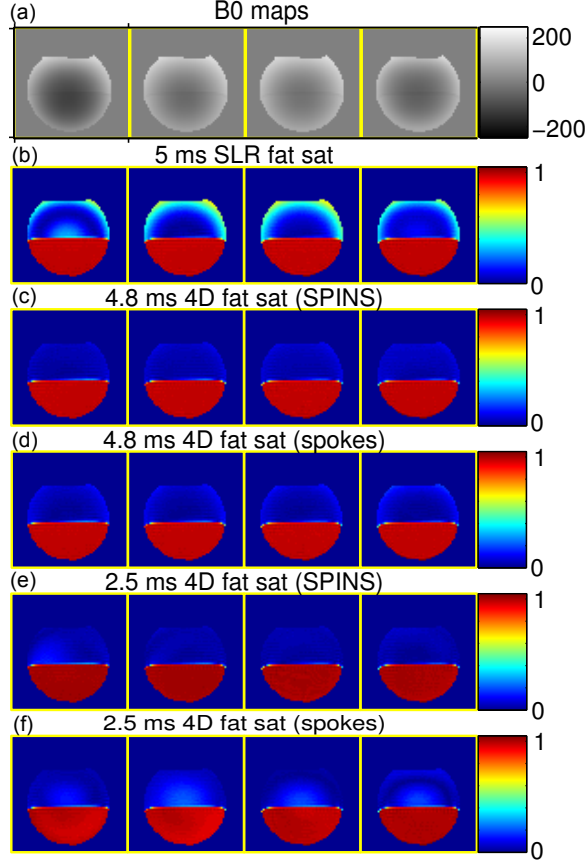 (a) B0 maps
200
0
−200
(b) 5 ms SLR fat sat
1
0
(c) 4.8 ms 4D fat sat (SPINS)
1
0
(d) 4.8 ms 4D fat sat (spokes)
1
0
(e) 2.5 ms 4D fat sat (SPINS)
1
0
(f) 2.5 ms 4D fat sat (spokes)
1
0